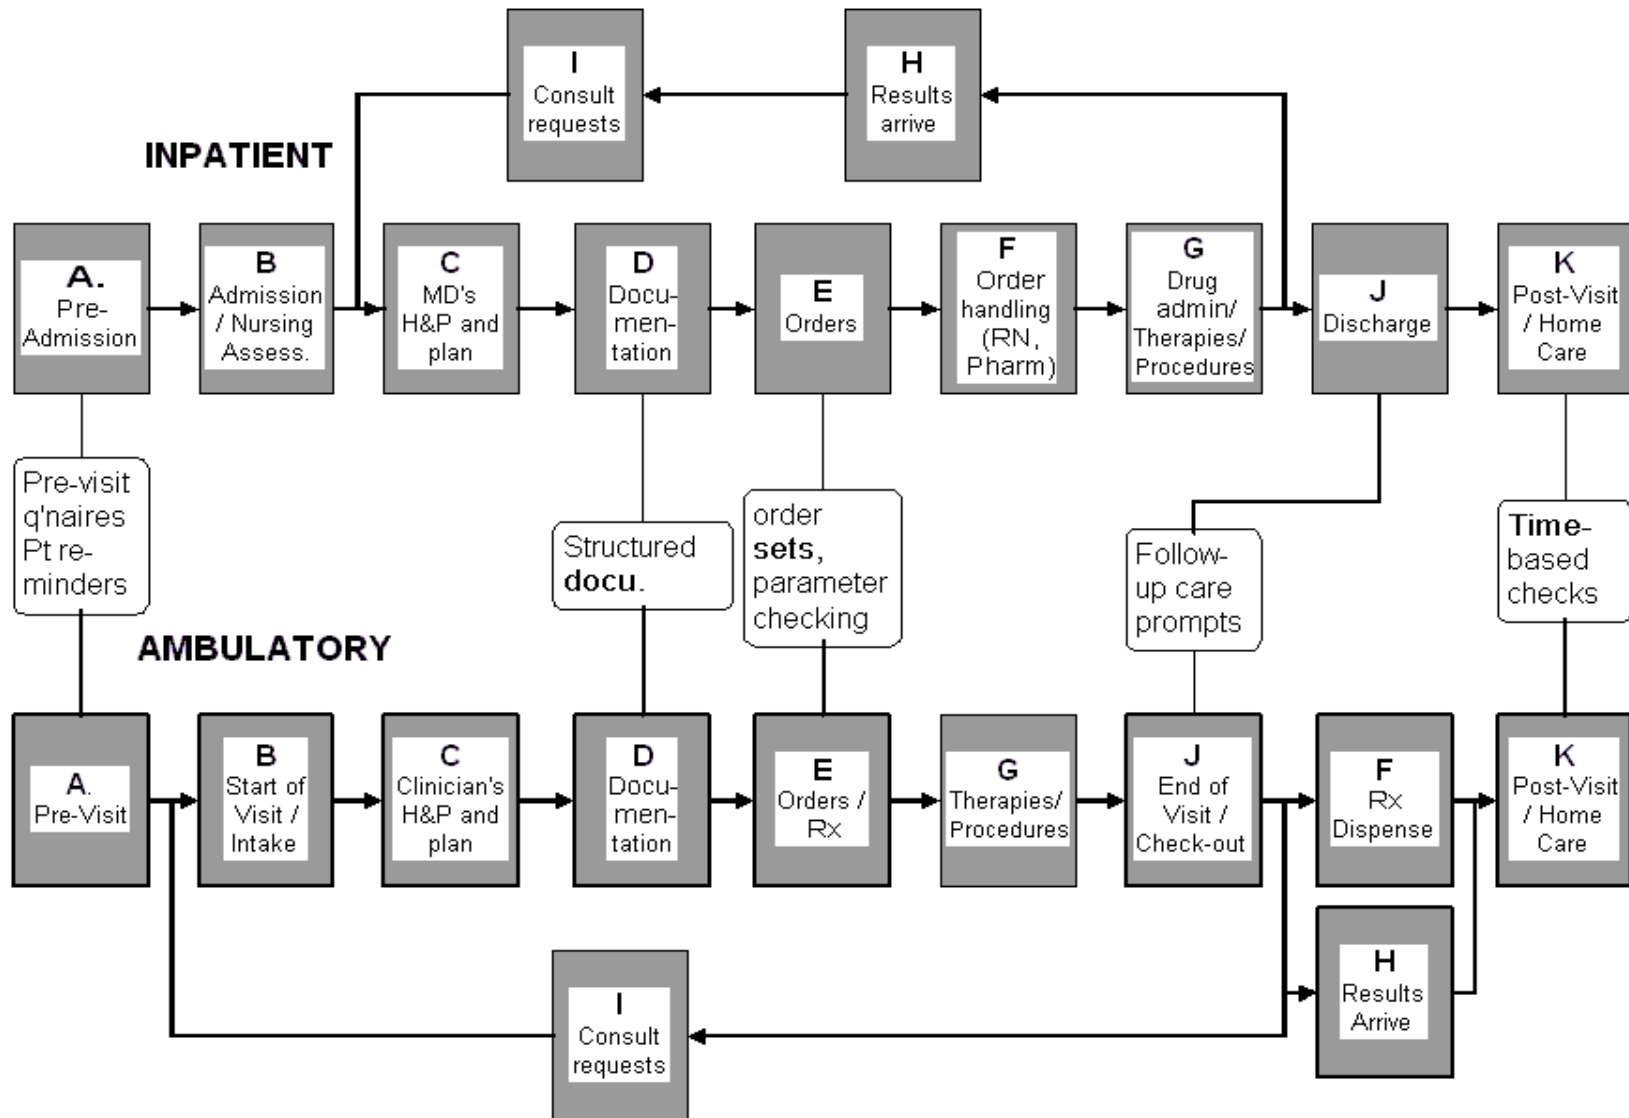 I
Consult
requests
H
Results
arrive
INPATIENT
A.
Pre-
Admission
B
Admission
/ Nursing
Assess.
C
MD's
H&P and
plan
D
Docu-
men-
tation
E
Orders
F
Order
handling
(RN,
Pharm)
G
Drug
admin/
Therapies/
Procedures
J
Discharge
K
Post-Visit
/ Home
Care
Pre-visit
q'naires
Pt re-
minders
Structured
docu.
order
sets,
parameter
checking
Follow-
up care
prompts
Time-
based
checks
AMBULATORY
A.
Pre-Visit
B
Start of
Visit /
Intake
C
Clinician's
H&P and
plan
D
Docu-
men-
tation
E
Orders /
Rx
G
Therapies/
Procedures
J
End of
Visit /
Check-out
F
Rx
Dispense
K
Post-Visit
/ Home
Care
I
Consult
requests
H
Results
Arrive